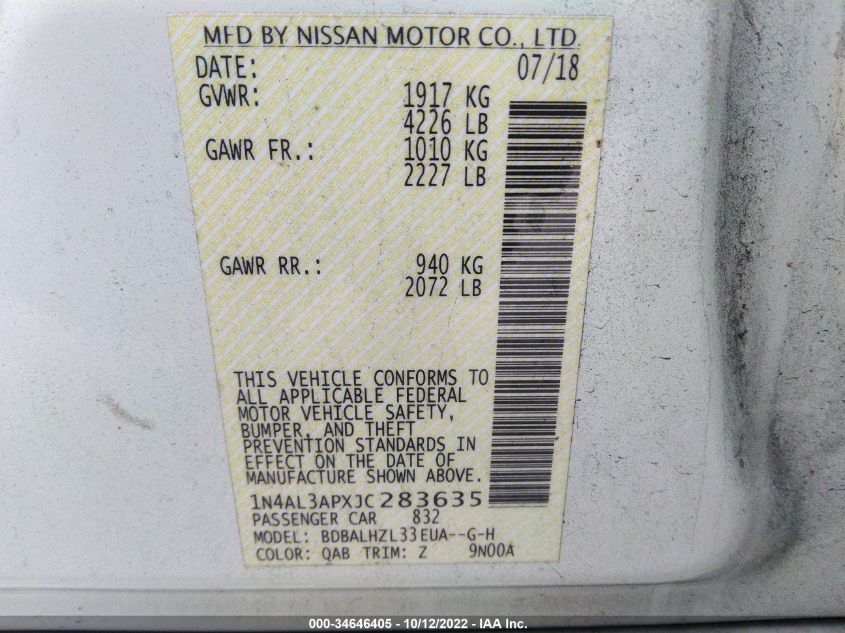 MFD BY NISSAN MOTOR CO., LTD.
DATE: 07/18
GVWR: 1917 KG
4226 LB
GAWR FR.: 1010 KG
2227 LB
GAWR RR.: 940 KG
2072 LB
THIS VEHICLE CONFORMS TO
ALL APPLICABLE FEDERAL
MOTOR VEHICLE SAFETY,
BUMPER, AND THEFT
PREVENTION STANDARDS IN
EFFECT ON THE DATE OF
MANUFACTURE SHOWN ABOVE.
1N4AL3APXJC283635
PASSENGER CAR 832
MODEL: BDBALHZL33EUA--G-H
COLOR: QAB TRIM: Z 9N00A
000-34646405 - 10/12/2022 - IAA Inc.